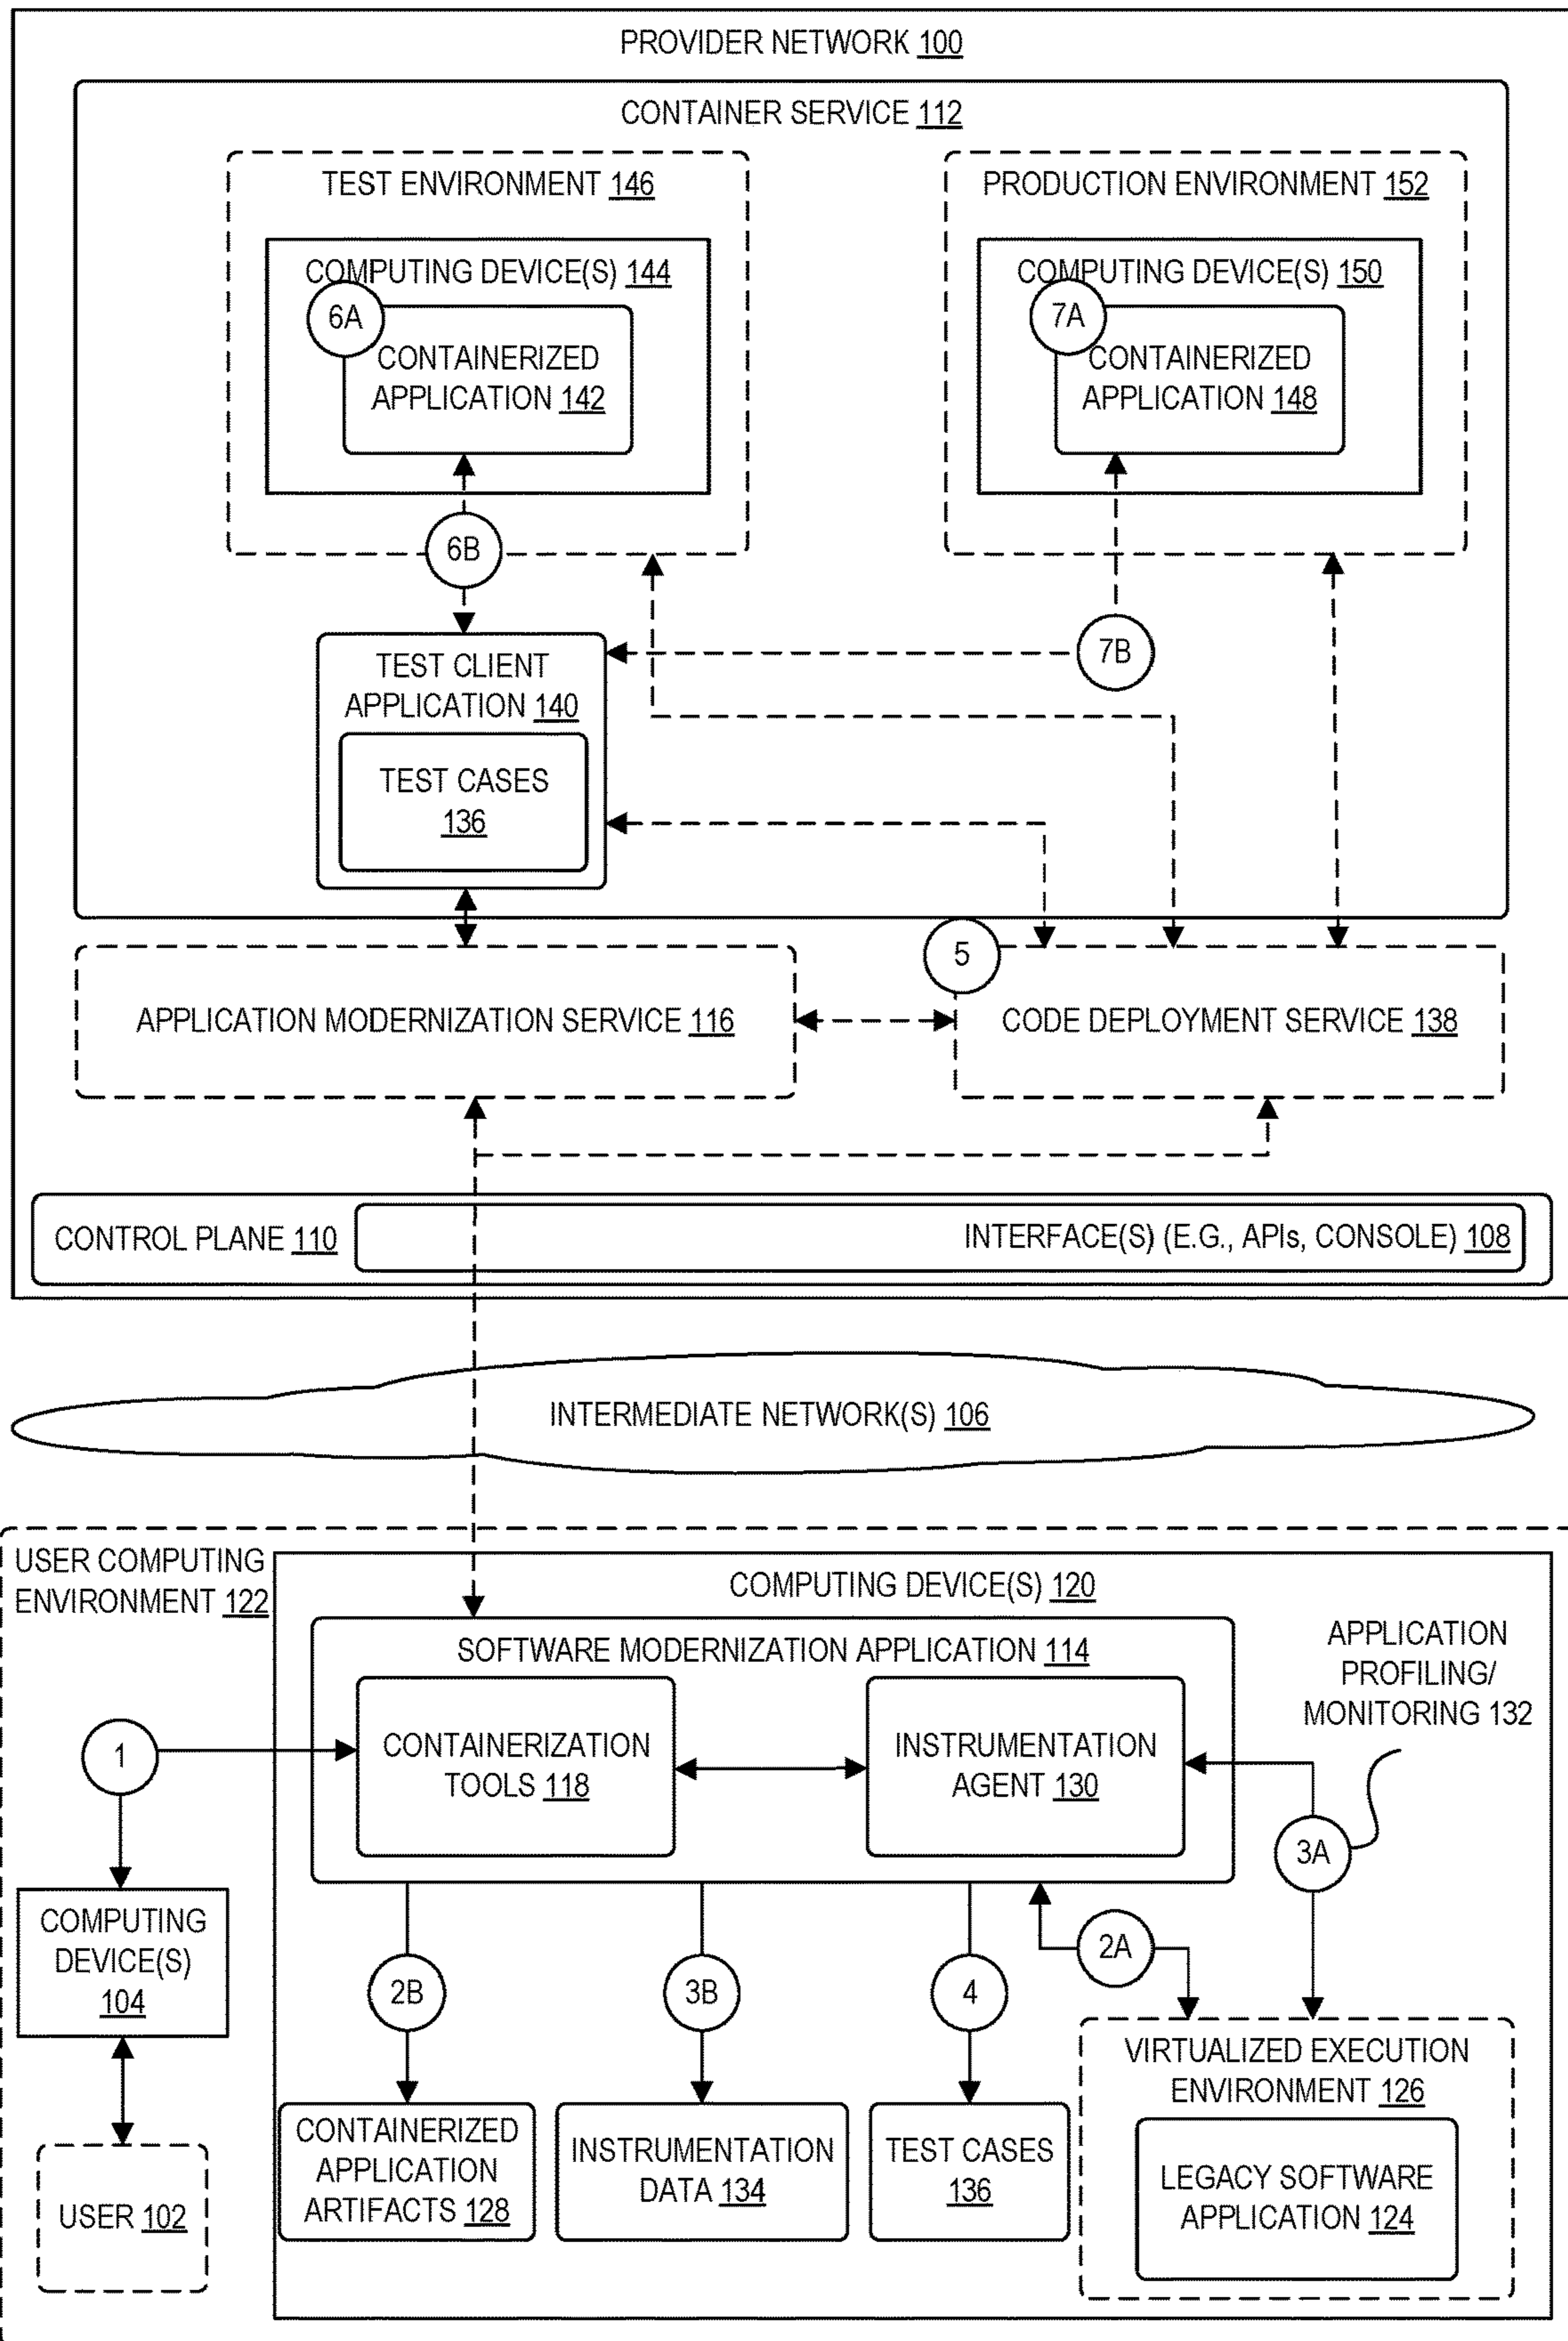 PROVIDER NETWORK 100
CONTAINER SERVICE 112
TEST ENVIRONMENT 146
COMPUTING DEVICE(S) 144
6A
CONTAINERIZED
APPLICATION 142
PRODUCTION ENVIRONMENT 152
COMPUTING DEVICE(S) 150
7A
CONTAINERIZED
APPLICATION 148
6B
7B
TEST CLIENT
APPLICATION 140
TEST CASES
136
5
APPLICATION MODERNIZATION SERVICE 116
CODE DEPLOYMENT SERVICE 138
CONTROL PLANE 110
INTERFACE(S) (E.G., APIs, CONSOLE) 108
INTERMEDIATE NETWORK(S) 106
USER COMPUTING
ENVIRONMENT 122
COMPUTING DEVICE(S) 120
SOFTWARE MODERNIZATION APPLICATION 114
APPLICATION
PROFILING/
MONITORING 132
1
CONTAINERIZATION
TOOLS 118
INSTRUMENTATION
AGENT 130
3A
COMPUTING
DEVICE(S)
104
2A
2B
3B
4
USER 102
CONTAINERIZED
APPLICATION
ARTIFACTS 128
INSTRUMENTATION
DATA 134
TEST CASES
136
VIRTUALIZED EXECUTION
ENVIRONMENT 126
LEGACY SOFTWARE
APPLICATION 124